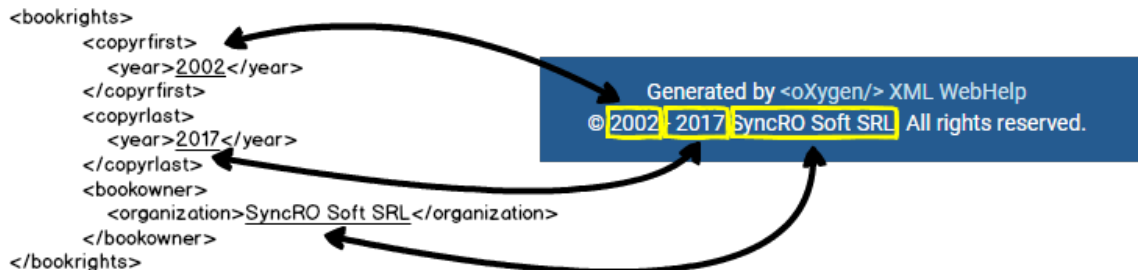 <bookrights>
<copyrfirst>
<year>2002</year>
</copyrfirst>
<copyrlast>
<year>2017</year>
</copyrlast>
<bookowner>
<organization>SyncRO Soft SRL</organization>
</bookowner>
</bookrights>
Generated by <oXygen/> XML WebHelp
© 2002 - 2017 SyncRO Soft SRL. All rights reserved.